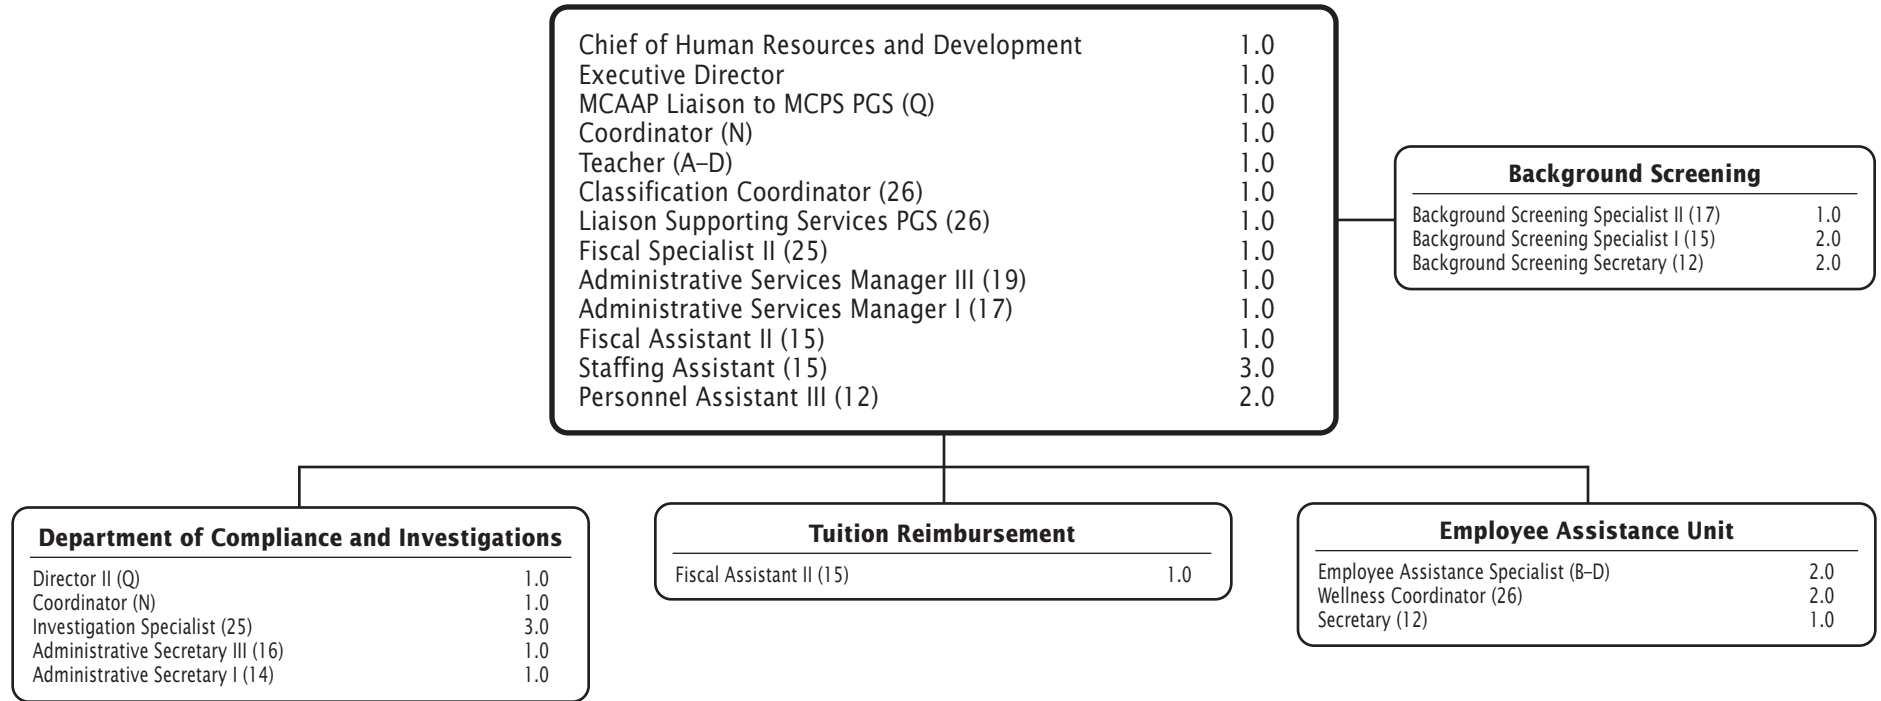 Chief of Human Resources and Development 1.0
Executive Director 1.0
MCAAP Liaison to MCPS PGS (Q) 1.0
Coordinator (N) 1.0
Teacher (A–D) 1.0
Classification Coordinator (26) 1.0
Liaison Supporting Services PGS (26) 1.0
Fiscal Specialist II (25) 1.0
Administrative Services Manager III (19) 1.0
Administrative Services Manager I (17) 1.0
Fiscal Assistant II (15) 1.0
Staffing Assistant (15) 3.0
Personnel Assistant III (12) 2.0
Background Screening
Background Screening Specialist II (17) 1.0
Background Screening Specialist I (15) 2.0
Background Screening Secretary (12) 2.0
Department of Compliance and Investigations
Director II (Q) 1.0
Coordinator (N) 1.0
Investigation Specialist (25) 3.0
Administrative Secretary III (16) 1.0
Administrative Secretary I (14) 1.0
Tuition Reimbursement
Fiscal Assistant II (15) 1.0
Employee Assistance Unit
Employee Assistance Specialist (B–D) 2.0
Wellness Coordinator (26) 2.0
Secretary (12) 1.0